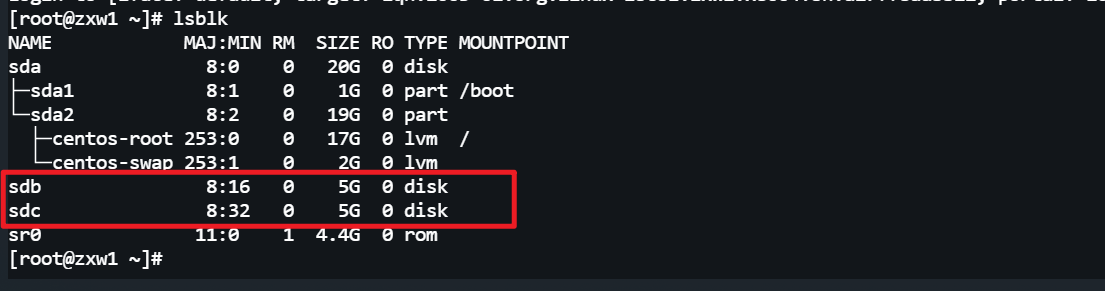 [root@zxw1 ~]# lsblk
NAME MAJ:MIN RM SIZE RO TYPE MOUNTPOINT
sda 8:0 0 20G 0 disk
├─sda1 8:1 0 1G 0 part /boot
└─sda2 8:2 0 19G 0 part
├─centos-root 253:0 0 17G 0 lvm /
└─centos-swap 253:1 0 2G 0 lvm
sdb 8:16 0 5G 0 disk
sdc 8:32 0 5G 0 disk
sr0 11:0 1 4.4G 0 rom
[root@zxw1 ~]#